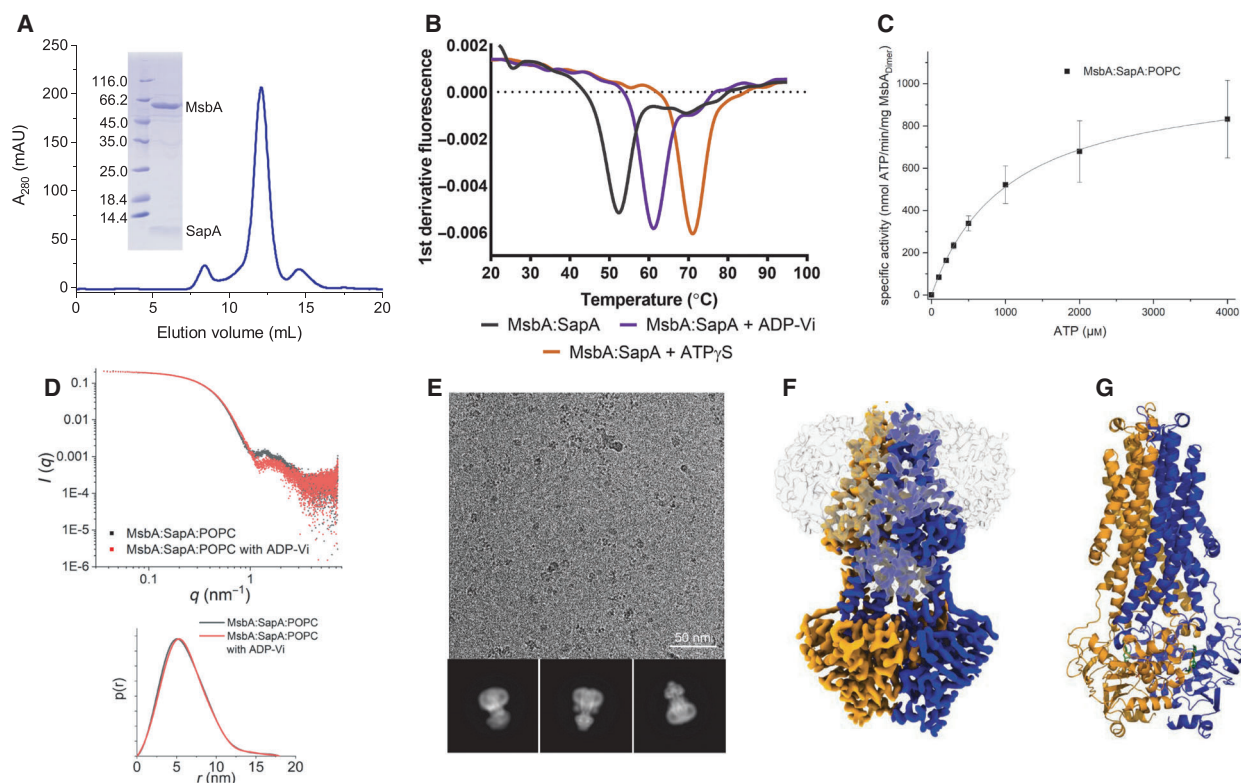 A
250
200
150
100
50
0
A280 (mAU)
116.0
66.2
45.0
35.0
25.0
18.4
14.4
MsbA
SapA
0 5 10 15 20
Elution volume (mL)
B
0.002
0.000
-0.002
-0.004
-0.006
1st derivative fluorescence
20 30 40 50 60 70 80 90 100
Temperature (°C)
MsbA:SapA
MsbA:SapA + ADP-Vi
MsbA:SapA + ATPγS
C
1000
800
600
400
200
0
specific activity (nmol ATP/min/mg MsbADimer)
MsbA:SapA:POPC
0 1000 2000 3000 4000
ATP (μM)
D
0.1
0.01
0.001
1E-4
1E-5
1E-6
I (q)
MsbA:SapA:POPC
MsbA:SapA:POPC with ADP-Vi
0.1 1
q (nm⁻¹)
MsbA:SapA:POPC
MsbA:SapA:POPC
with ADP-Vi
p(r)
0 5 10 15 20
r (nm)
E
50 nm
F
G